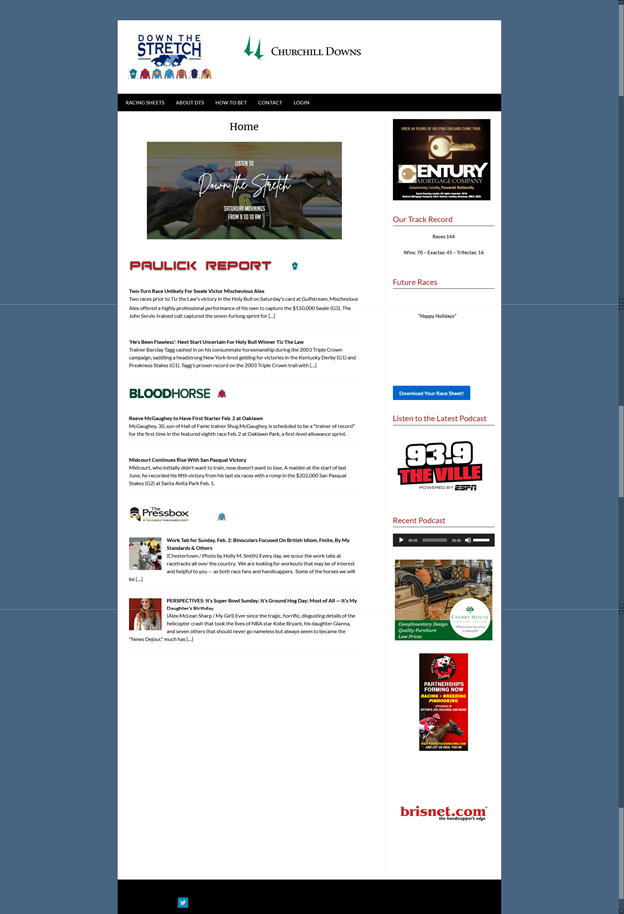 DOWN THE
STRETCH
CHURCHILL DOWNS
RACING SHEETS ABOUT DTS HOW TO BET CONTACT LOGIN
Home
LISTEN TO
Down the Stretch
SATURDAY MORNINGS
FROM 9 TO 10 AM
PAULICK REPORT
Two-Turn Race Unlikely For Swale Victor Mischevious Alex
Two races prior to Tiz the Law's victory in the Holy Bull on Saturday's card at Gulfstream, Mischevious
Alex offered a highly professional performance of his own to capture the $150,000 Swale (G3). The
John Servis-trained colt captured the seven-furlong sprint for [...]
'He's Been Flawless': Next Start Uncertain For Holy Bull Winner Tiz The Law
Trainer Barclay Tagg cashed in on his consummate horsemanship during the 2003 Triple Crown
campaign, saddling a headstrong New York-bred gelding for victories in the Kentucky Derby (G1) and
Preakness Stakes (G1). Tagg's proven record on the 2003 Triple Crown trail with [...]
BLOODHORSE
Reeve McGaughey to Have First Starter Feb. 2 at Oaklawn
McGaughey, 30, son of Hall of Fame trainer Shug McGaughey, is scheduled to be a "trainer of record"
for the first time in the featured eighth race Feb. 2 at Oaklawn Park, a first-level allowance sprint.
Midcourt Continues Rise With San Pasqual Victory
Midcourt, who initially didn't want to train, now doesn't want to lose. A maiden at the start of last
June, he recorded his fifth victory from his last six races with a romp in the $202,000 San Pasqual
Stakes (G2) at Santa Anita Park Feb. 1.
The
Pressbox
Work Tab for Sunday, Feb. 2: Binoculars Focused On British Idiom, Finite, By My
Standards & Others
(Chestertown / Photo by Holly M. Smith) Every day, we scour the work tabs at
racetracks all over the country. We are looking for workouts that may be of interest
and helpful to you — as both race fans and handicappers. Some of the horses we will
be [...]
PERSPECTIVES: It's Super Bowl Sunday; It's Ground Hog Day; Most of All — It's My
Daughter's Birthday
(Alex McLean Sharp / My Girl) Ever since the tragic, horrific, disgusting details of the
helicopter crash that took the lives of NBA star Kobe Bryant, his daughter Gianna,
and seven others that should never go nameless but always seem to became the
"News Dejour," much has [...]
OVER 40 YEARS OF HELPING DREAMS COME TRUE.
CENTURY
MORTGAGE COMPANY
Connecting Locally, Powered Nationally
Our Track Record
Races 144
Wins: 70 – Exactas: 45 – Trifectas: 16
Future Races
"Happy Holidays"
Download Your Race Sheet!
Listen to the Latest Podcast
93.9
THE VILLE
POWERED BY ESPN
Recent Podcast
00:00 00:00
Complimentary Design
Quality Furniture
Low Prices
CHERRY HOUSE
PARTNERSHIPS
FORMING NOW
RACING • BREEDING
PINHOOKING
AND LET US DEAL YOU IN!
brisnet.com
the handicapper's edge